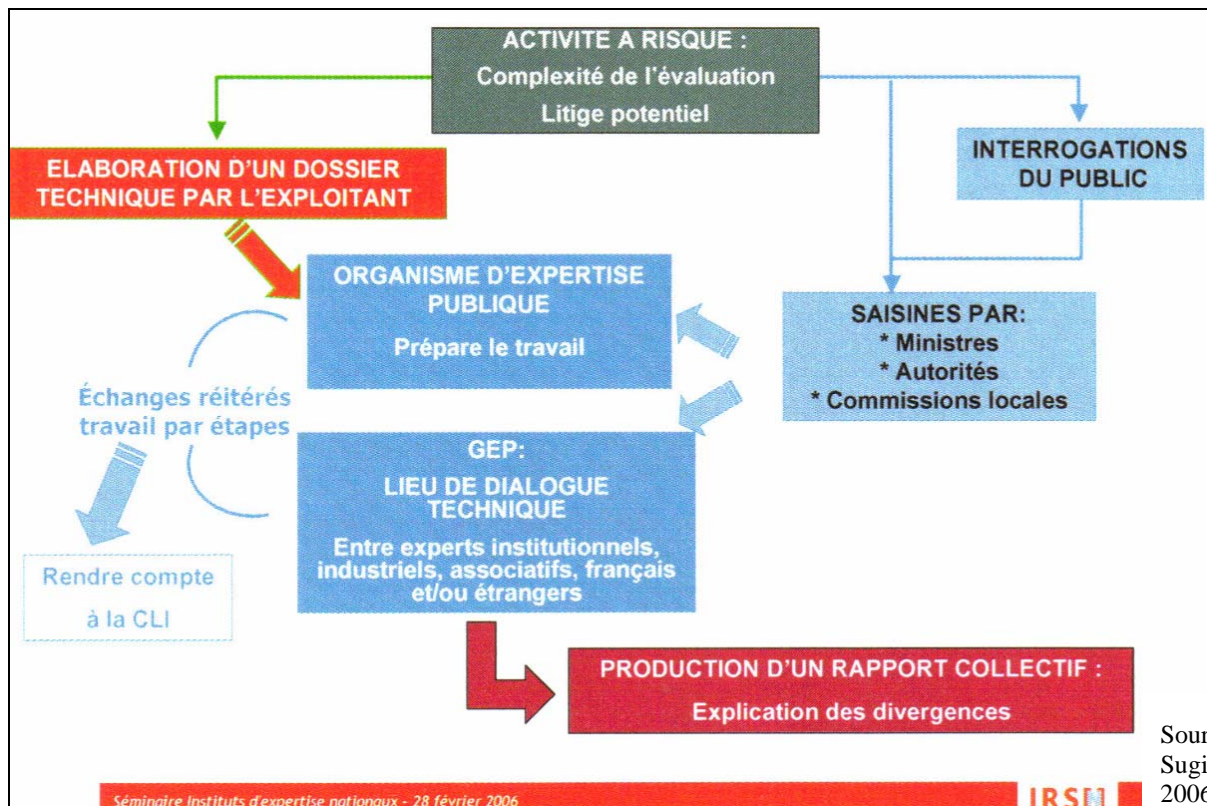 ACTIVITE A RISQUE :
Complexité de l'évaluation
Litige potentiel
ELABORATION D'UN DOSSIER
TECHNIQUE PAR L'EXPLOITANT
INTERROGATIONS
DU PUBLIC
ORGANISME D'EXPERTISE
PUBLIQUE
Prépare le travail
SAISINES PAR:
* Ministres
* Autorités
* Commissions locales
Échanges réitérés
travail par étapes
GEP:
LIEU DE DIALOGUE
TECHNIQUE
Entre experts institutionnels,
industriels, associatifs, français
et/ou étrangers
Rendre compte
à la CLI
PRODUCTION D'UN RAPPORT COLLECTIF :
Explication des divergences
Sour
Sugi
2006
Séminaire Instituts d'expertise nationaux - 28 février 2006
IRSN